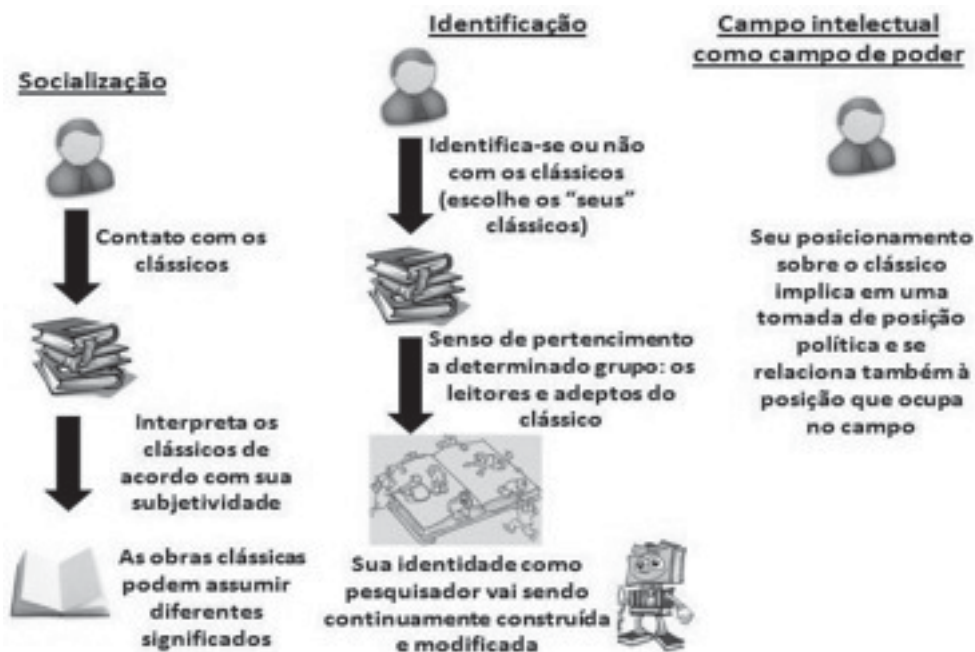 Socialização
Contato com os
clássicos
Interpreta os
clássicos de
acordo com sua
subjetividade
As obras clássicas
podem assumir
diferentes
significados
Identificação
Identifica-se ou não
com os clássicos
(escolhe os "seus"
clássicos)
Senso de pertencimento
a determinado grupo: os
leitores e adeptos do
clássico
Sua identidade como
pesquisador vai sendo
continuamente construída
e modificada
Campo intelectual
como campo de poder
Seu posicionamento
sobre o clássico
implica em uma
tomada de posição
política e se
relaciona também à
posição que ocupa
no campo